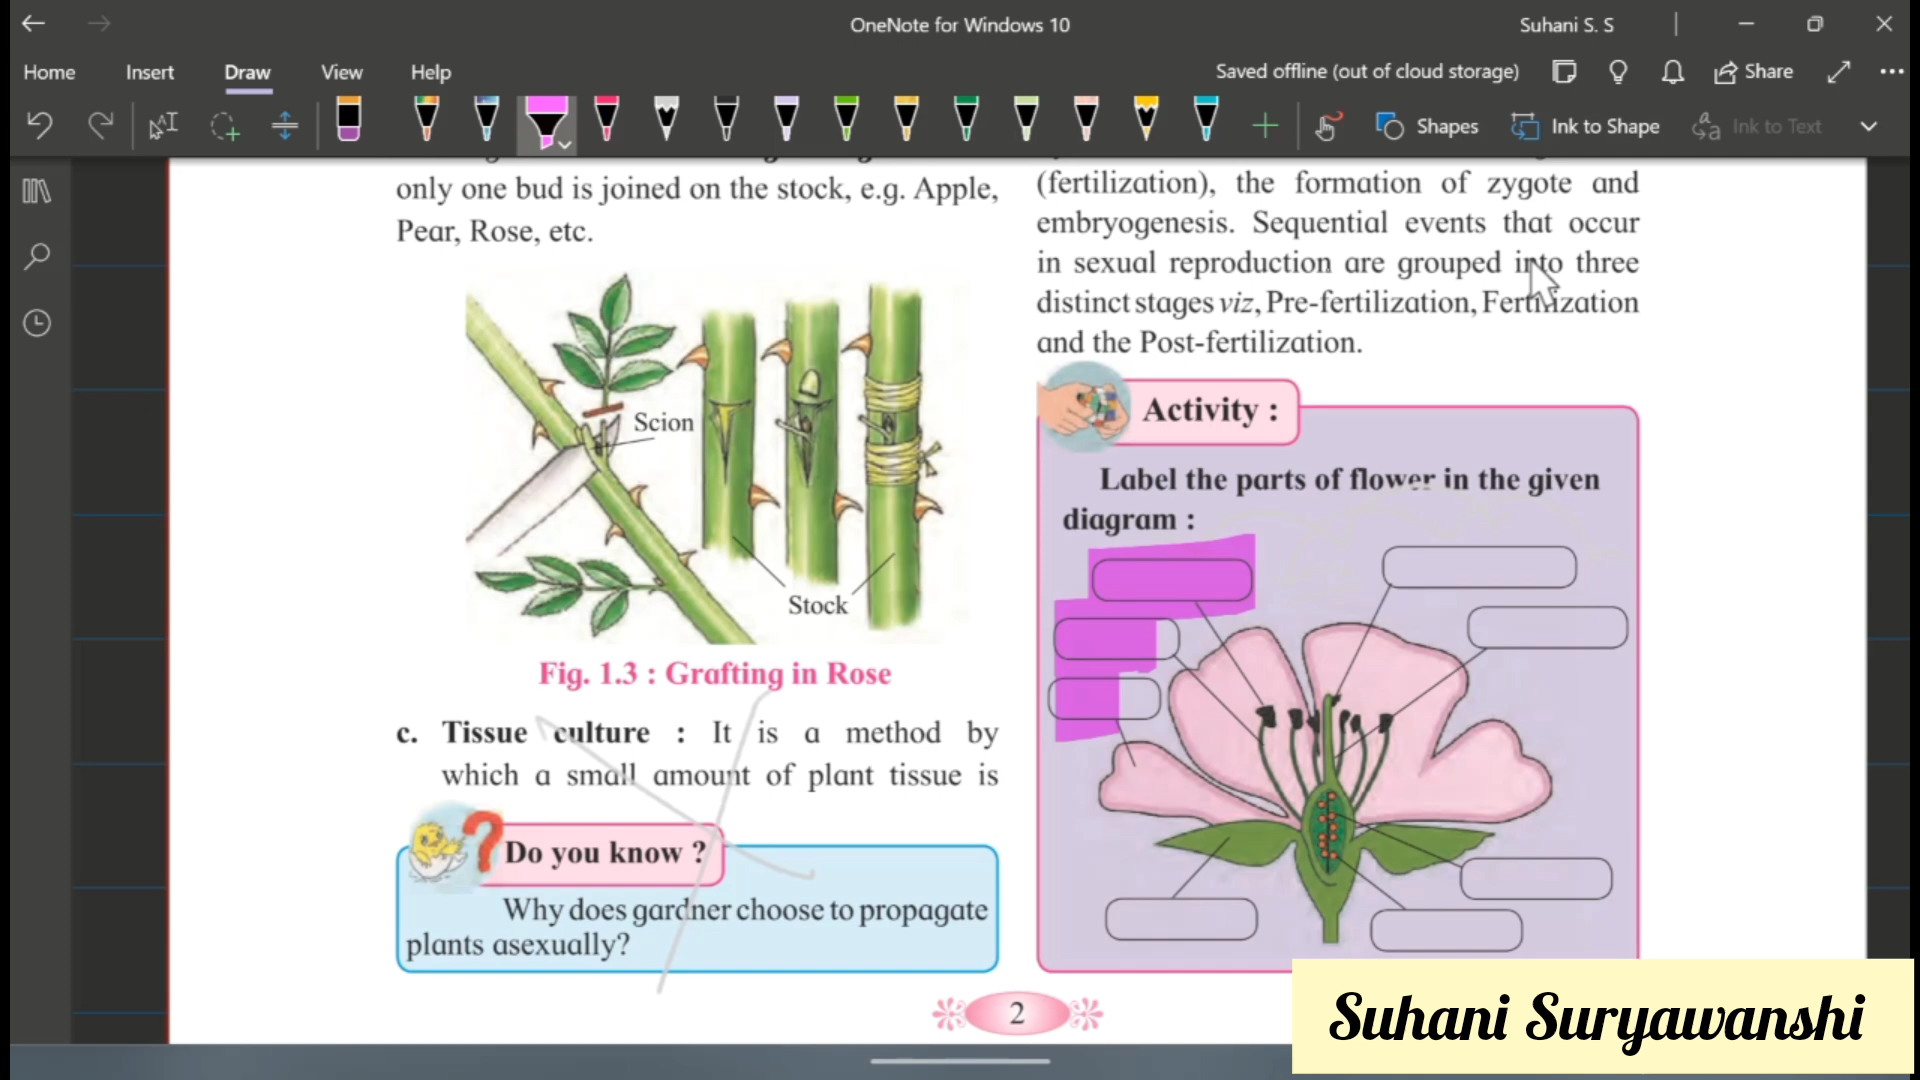 OneNote for Windows 10
Suhani S. S
Home Insert Draw View Help
Saved offline (out of cloud storage)
Share
Shapes
Ink to Shape
Ink to Text
only one bud is joined on the stock, e.g. Apple,
Pear, Rose, etc.
Scion
Stock
Fig. 1.3 : Grafting in Rose
c. Tissue culture : It is a method by
which a small amount of plant tissue is
Do you know ?
Why does gardner choose to propagate
plants asexually?
(fertilization), the formation of zygote and
embryogenesis. Sequential events that occur
in sexual reproduction are grouped into three
distinct stages viz, Pre-fertilization, Fertilization
and the Post-fertilization.
Activity :
Label the parts of flower in the given
diagram :
2
Suhani Suryawanshi